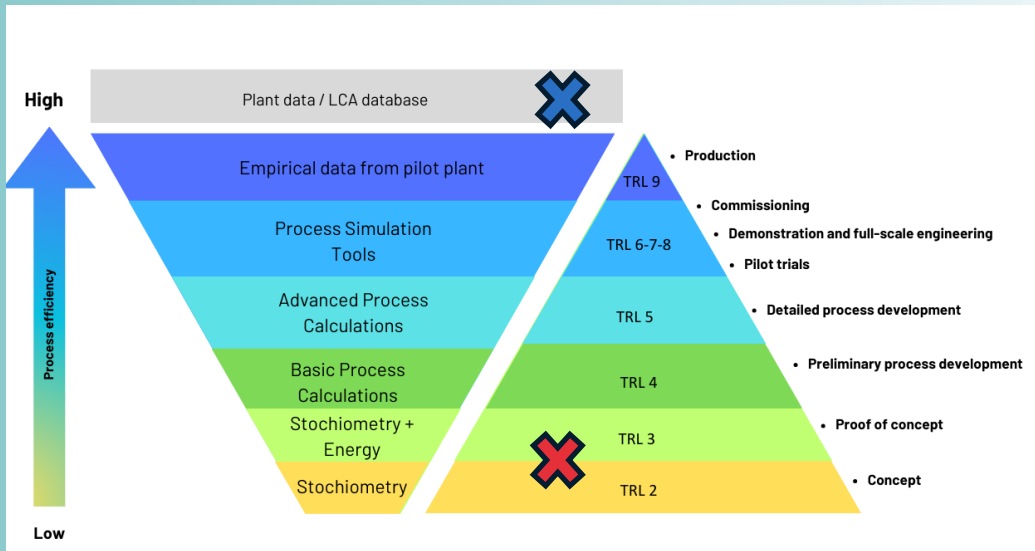 High
Plant data / LCA database
Empirical data from pilot plant
Process Simulation
Tools
Advanced Process
Calculations
Basic Process
Calculations
Stochiometry +
Energy
Stochiometry
Process efficiency
Low
TRL 9
TRL 6-7-8
TRL 5
TRL 4
TRL 3
TRL 2
• Production
• Commissioning
• Demonstration and full-scale engineering
• Pilot trials
• Detailed process development
• Preliminary process development
• Proof of concept
• Concept